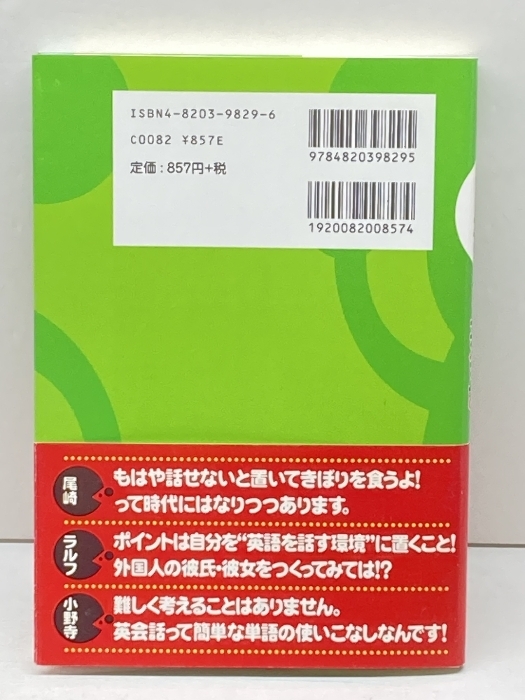 ISBN4-8203-9829-6
C0082 ¥857E
定価:857円+税
9784820398295
1920082008574
尾崎
もはや話せないと置いてきぼりを食うよ!
って時代にはなりつつあります。
ラルフ
ポイントは自分を“英語を話す環境”に置くこと!
外国人の彼氏・彼女をつくってみては!?
小野寺
難しく考えることはありません。
英会話って簡単な単語の使いこなしなんです!